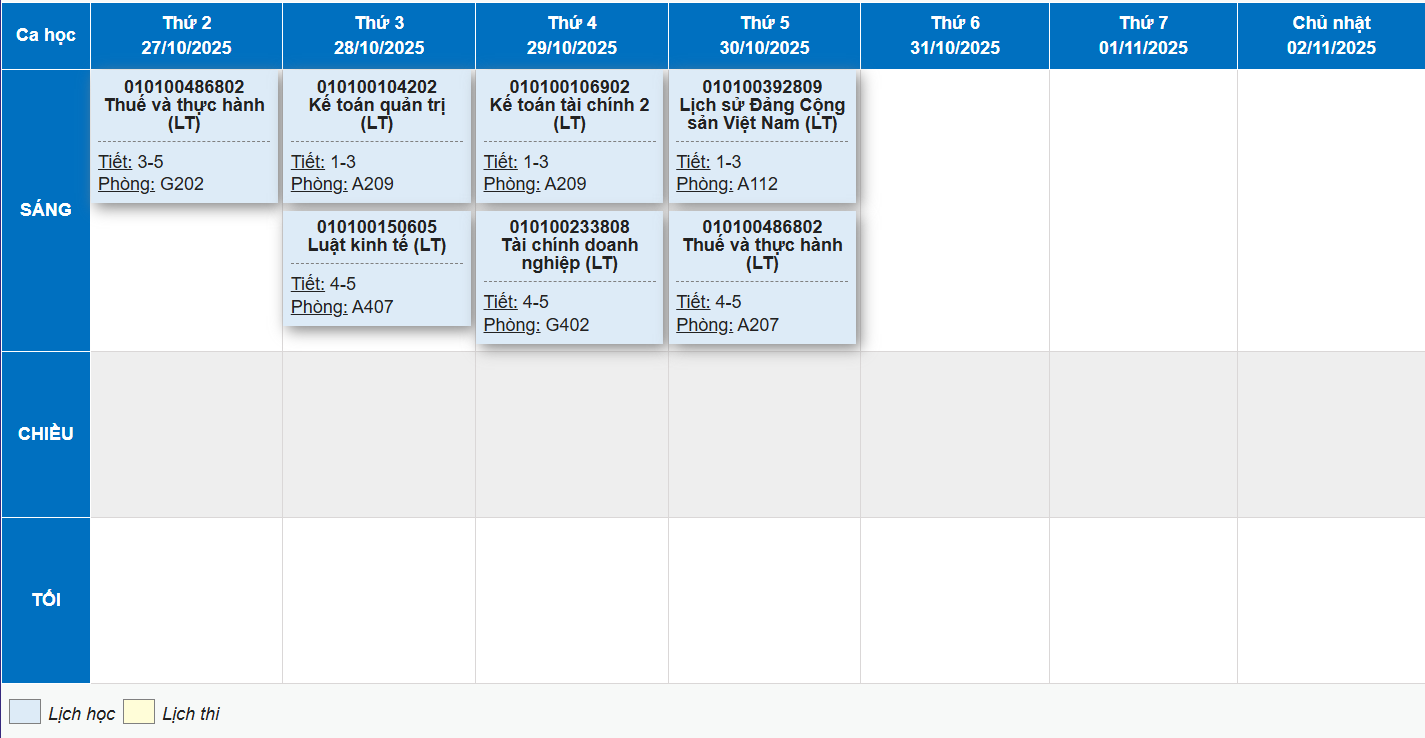 Ca học
Thứ 2
27/10/2025
Thứ 3
28/10/2025
Thứ 4
29/10/2025
Thứ 5
30/10/2025
Thứ 6
31/10/2025
Thứ 7
01/11/2025
Chủ nhật
02/11/2025
SÁNG
010100486802
Thuế và thực hành
(LT)
Tiết: 3-5
Phòng: G202
010100104202
Kế toán quản trị
(LT)
Tiết: 1-3
Phòng: A209
010100150605
Luật kinh tế (LT)
Tiết: 4-5
Phòng: A407
010100106902
Kế toán tài chính 2
(LT)
Tiết: 1-3
Phòng: A209
010100233808
Tài chính doanh
nghiệp (LT)
Tiết: 4-5
Phòng: G402
010100392809
Lịch sử Đảng Cộng
sản Việt Nam (LT)
Tiết: 1-3
Phòng: A112
010100486802
Thuế và thực hành
(LT)
Tiết: 4-5
Phòng: A207
CHIỀU
TỐI
Lịch học
Lịch thi